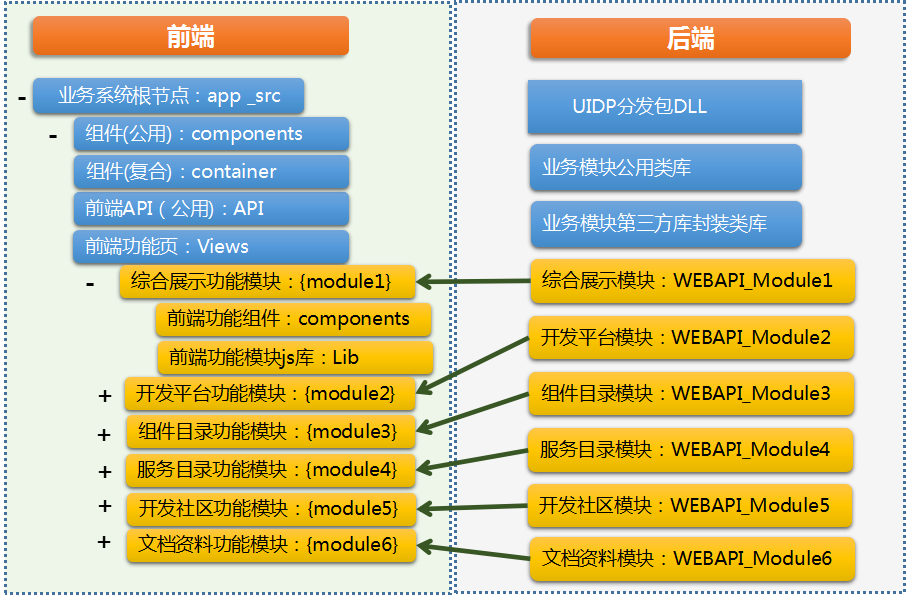 前端
- 业务系统根节点：app _src
- 组件(公用)：components
组件(复合)：container
前端API（公用)：API
前端功能页：Views
- 综合展示功能模块：{module1}
前端功能组件：components
前端功能模块js库：Lib
+ 开发平台功能模块：{module2}
+ 组件目录功能模块：{module3}
+ 服务目录功能模块：{module4}
+ 开发社区功能模块：{module5}
+ 文档资料功能模块：{module6}
后端
UIDP分发包DLL
业务模块公用类库
业务模块第三方库封装类库
综合展示模块：WEBAPI_Module1
开发平台模块：WEBAPI_Module2
组件目录模块：WEBAPI_Module3
服务目录模块：WEBAPI_Module4
开发社区模块：WEBAPI_Module5
文档资料模块：WEBAPI_Module6